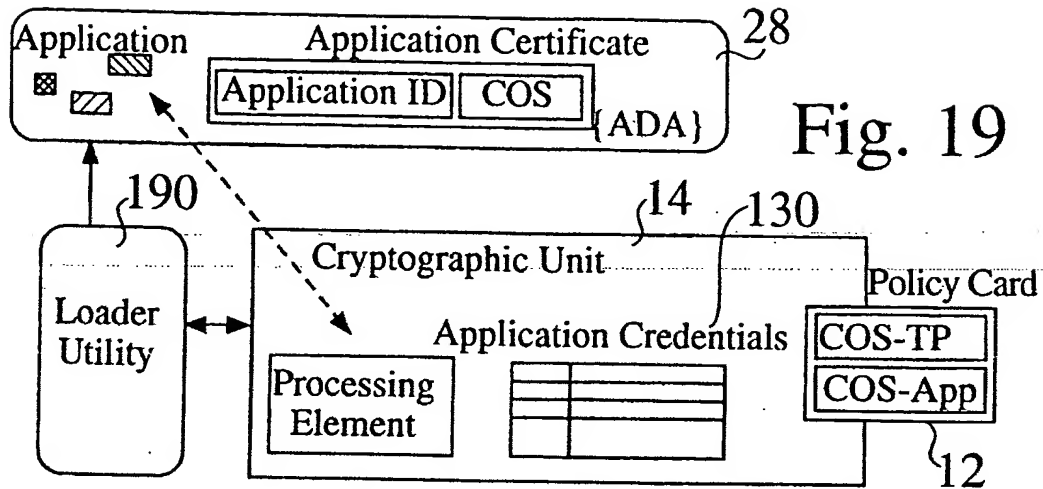 Application
Application Certificate
28
Application ID
COS
{ADA}
Fig. 19
190
14
130
Cryptographic Unit
Policy Card
Loader
Utility
Application Credentials
COS-TP
COS-App
Processing
Element
12